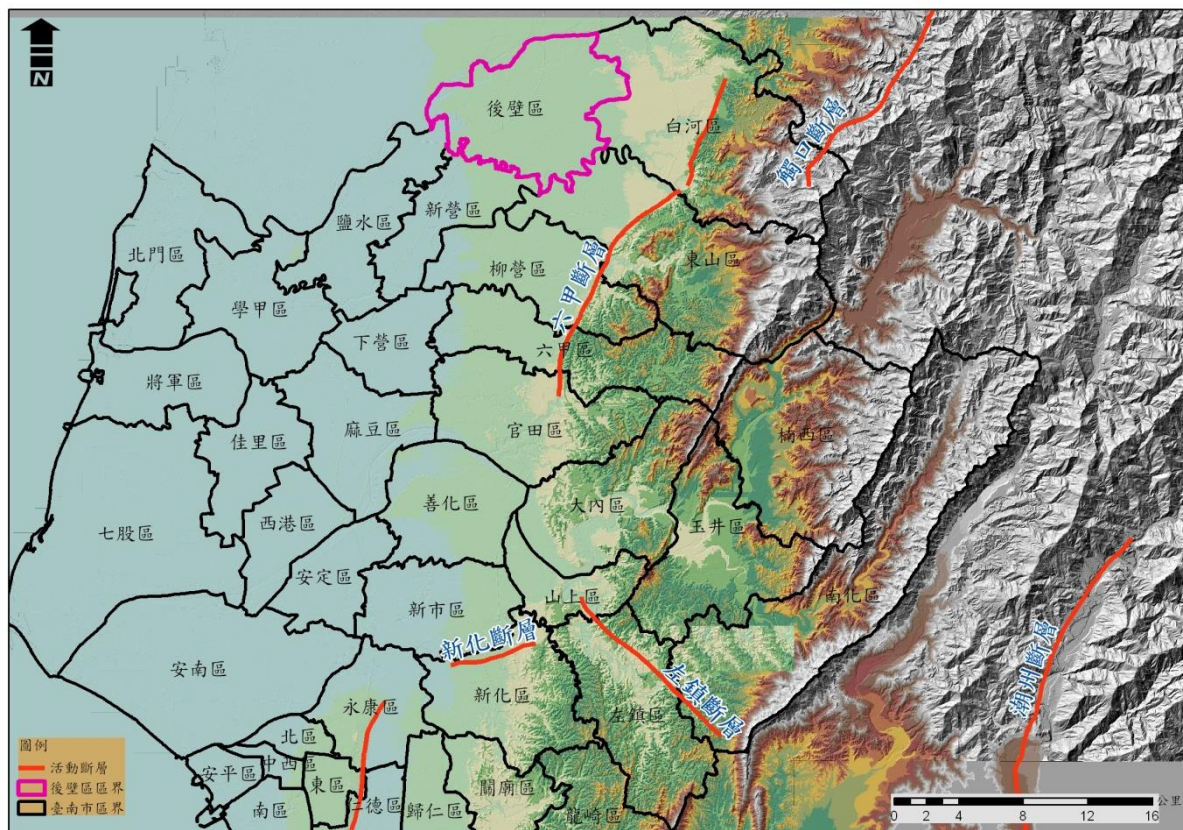 N
後壁區
白河區
觸口斷層
鹽水區
新營區
北門區
柳營區
東山區
學甲區
六甲斷層
下營區
六甲區
將軍區
佳里區
麻豆區
官田區
楠西區
七股區
西港區
善化區
大內區
玉井區
安定區
新市區
山上區
南化區
新化斷層
安南區
新化區
左鎮斷層
左鎮區
潮州斷層
永康區
北區
中西區
安平區
東區
南區
仁德區
歸仁區
關廟區
龍崎區
圖例
活動斷層
後壁區區界
臺南市區界
0 2 4 8 12 16 公里